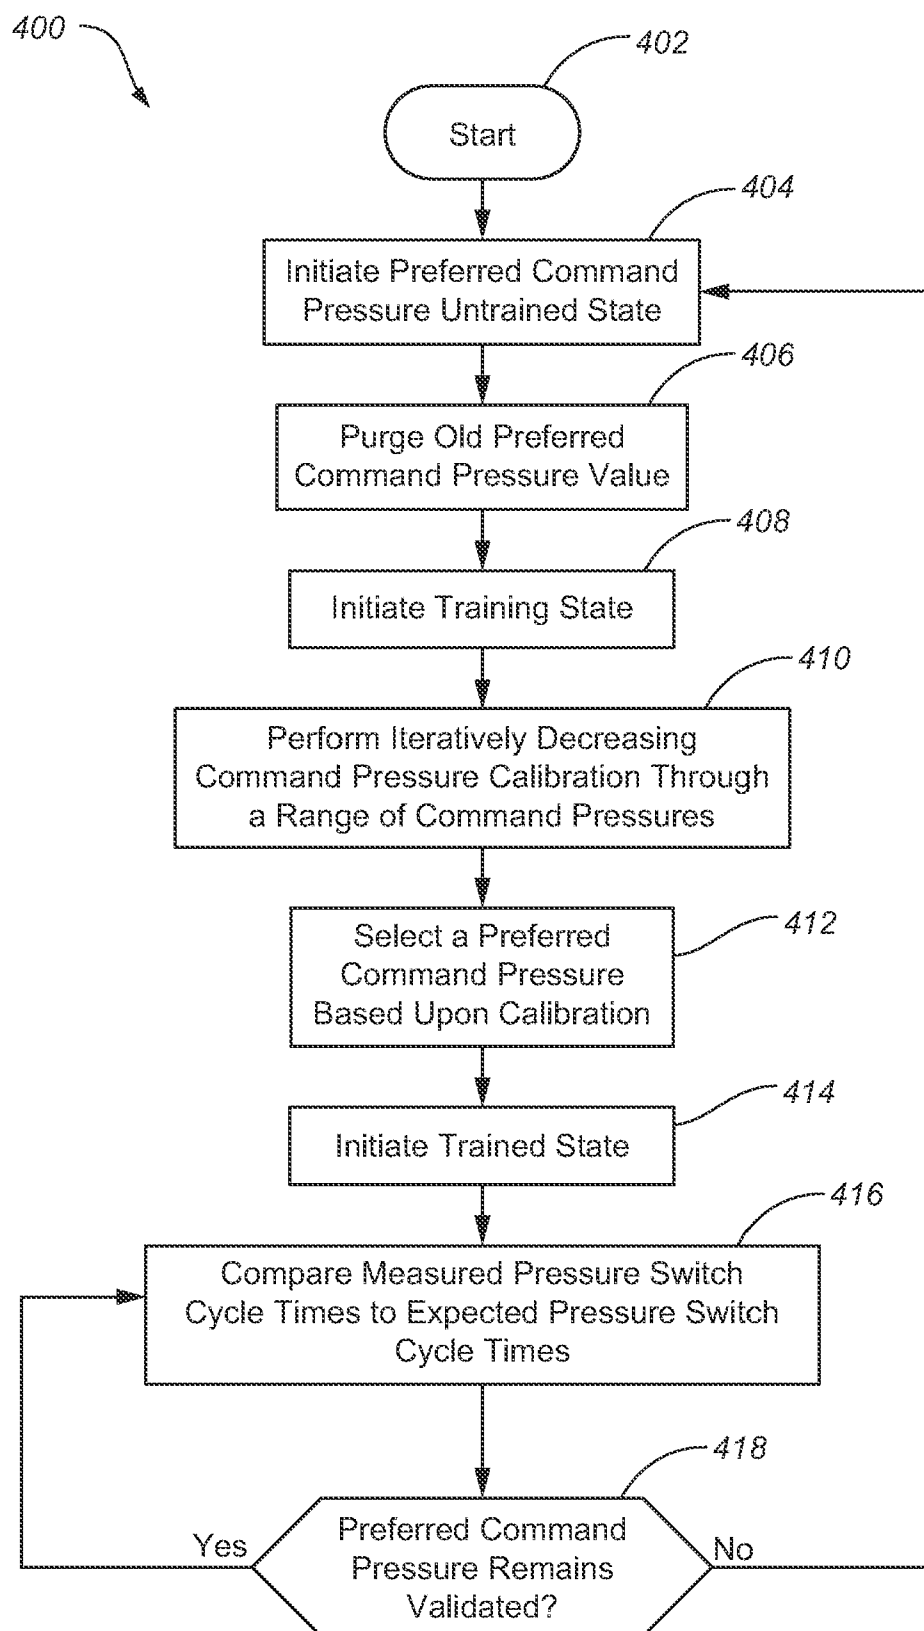 400
402
Start
404
Initiate Preferred Command
Pressure Untrained State
406
Purge Old Preferred
Command Pressure Value
408
Initiate Training State
410
Perform Iteratively Decreasing
Command Pressure Calibration Through
a Range of Command Pressures
412
Select a Preferred
Command Pressure
Based Upon Calibration
414
Initiate Trained State
416
Compare Measured Pressure Switch
Cycle Times to Expected Pressure Switch
Cycle Times
418
Yes
Preferred Command
Pressure Remains
Validated?
No